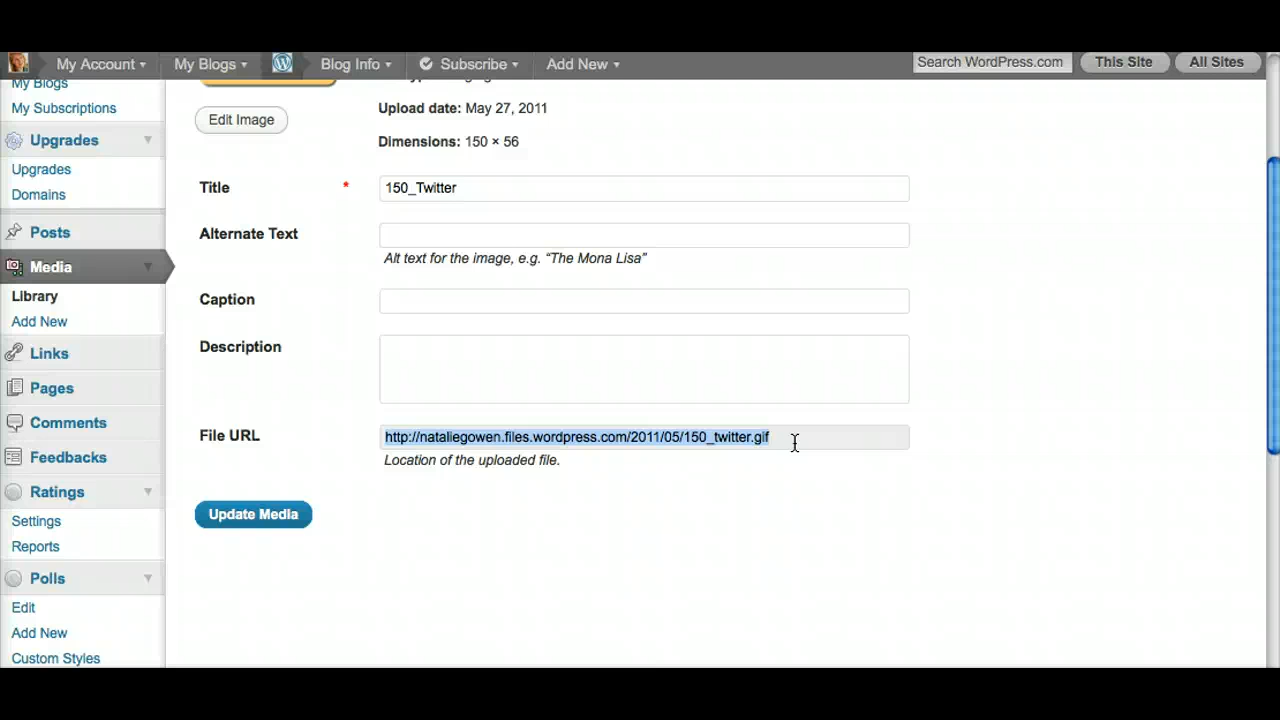 My Account My Blogs Blog Info Subscribe Add New Search WordPress.com This Site All Sites
My Blogs
My Subscriptions
Upgrades
Upgrades
Domains
Posts
Media
Library
Add New
Links
Pages
Comments
Feedbacks
Ratings
Settings
Reports
Polls
Edit
Add New
Custom Styles
Edit Image
Upload date: May 27, 2011
Dimensions: 150 × 56
Title * 150_Twitter
Alternate Text
Alt text for the image, e.g. “The Mona Lisa”
Caption
Description
File URL http://nataliegowen.files.wordpress.com/2011/05/150_twitter.gif
Location of the uploaded file.
Update Media